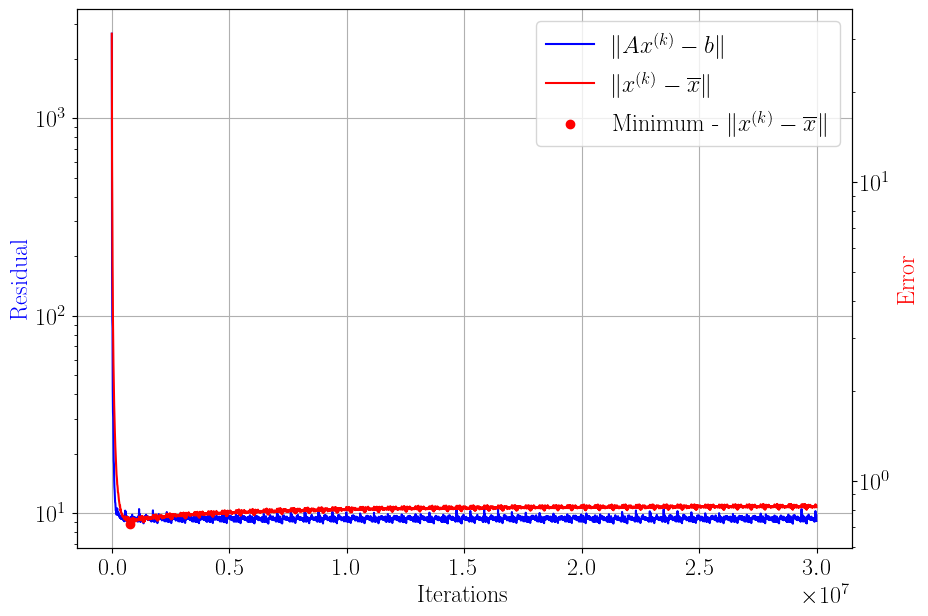 ‖Ax^{(k)} − b‖
‖x^{(k)} − x̅‖
Minimum - ‖x^{(k)} − x̅‖
10^3
10^2
10^1
Residual
10^1
10^0
Error
0.0 0.5 1.0 1.5 2.0 2.5 3.0
Iterations
×10^7